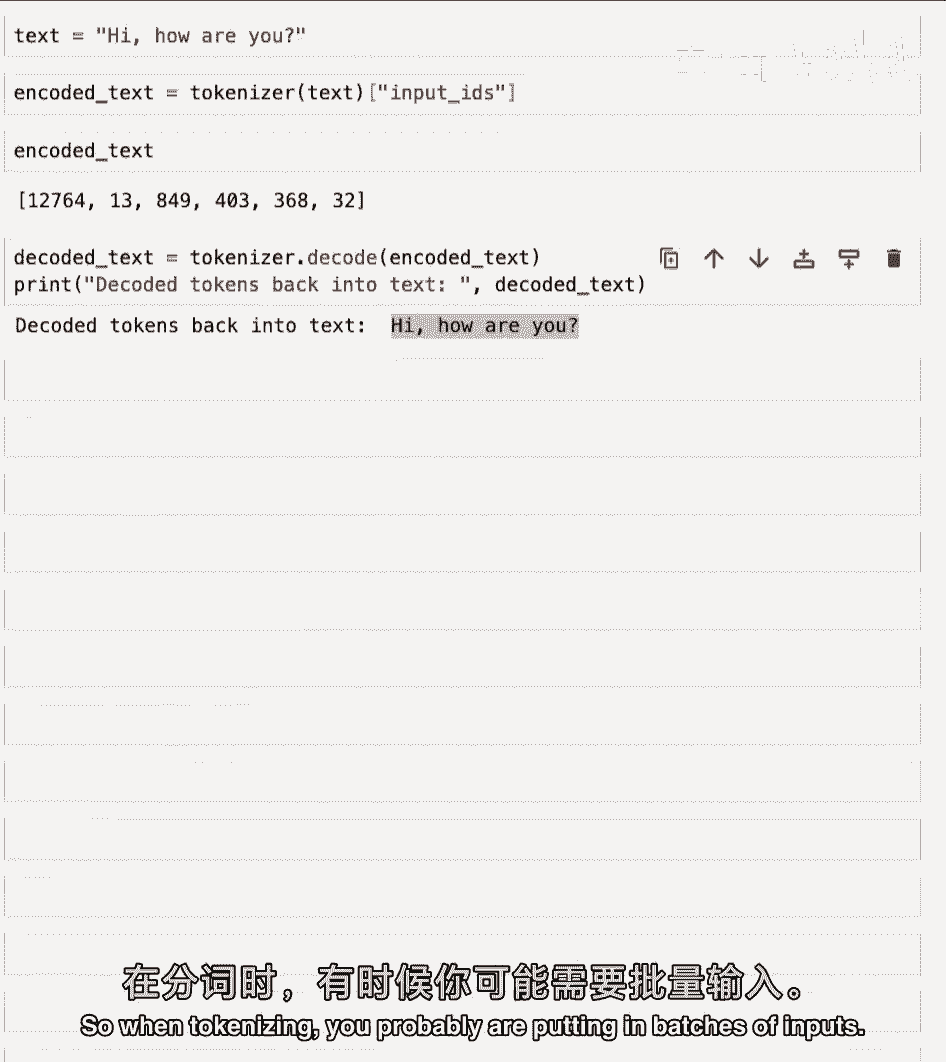 text = "Hi, how are you?"
encoded_text = tokenizer(text)["input_ids"]
encoded_text
[12764, 13, 849, 403, 368, 32]
decoded_text = tokenizer.decode(encoded_text)
print("Decoded tokens back into text: ", decoded_text)
Decoded tokens back into text:  Hi, how are you?
在分词时，有时候你可能需要批量输入。
So when tokenizing, you probably are putting in batches of inputs.